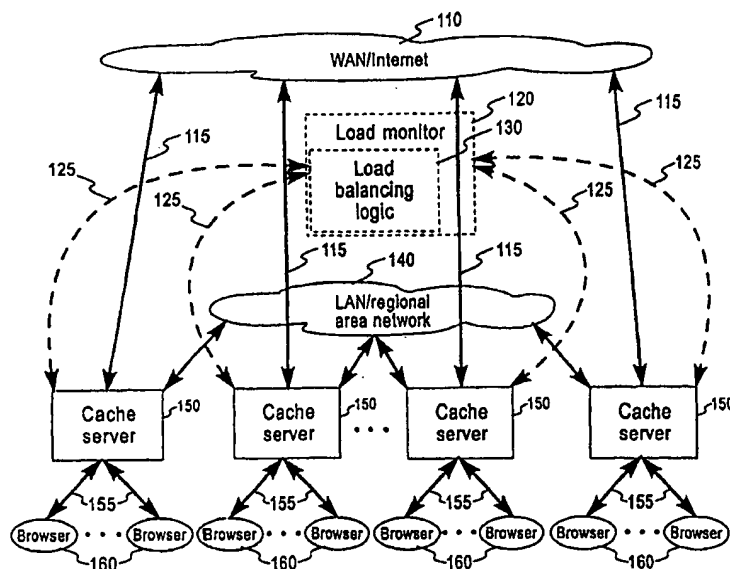 110
WAN/Internet
120
115
Load monitor
130
115
125
Load
balancing
logic
125
125
125
115
140
115
LAN/regional
area network
Cache
server
150
Cache
server
150
...
Cache
server
150
Cache
server
150
155
155
155
155
Browser ... Browser
Browser ... Browser
Browser ... Browser
Browser ... Browser
160
160
160
160